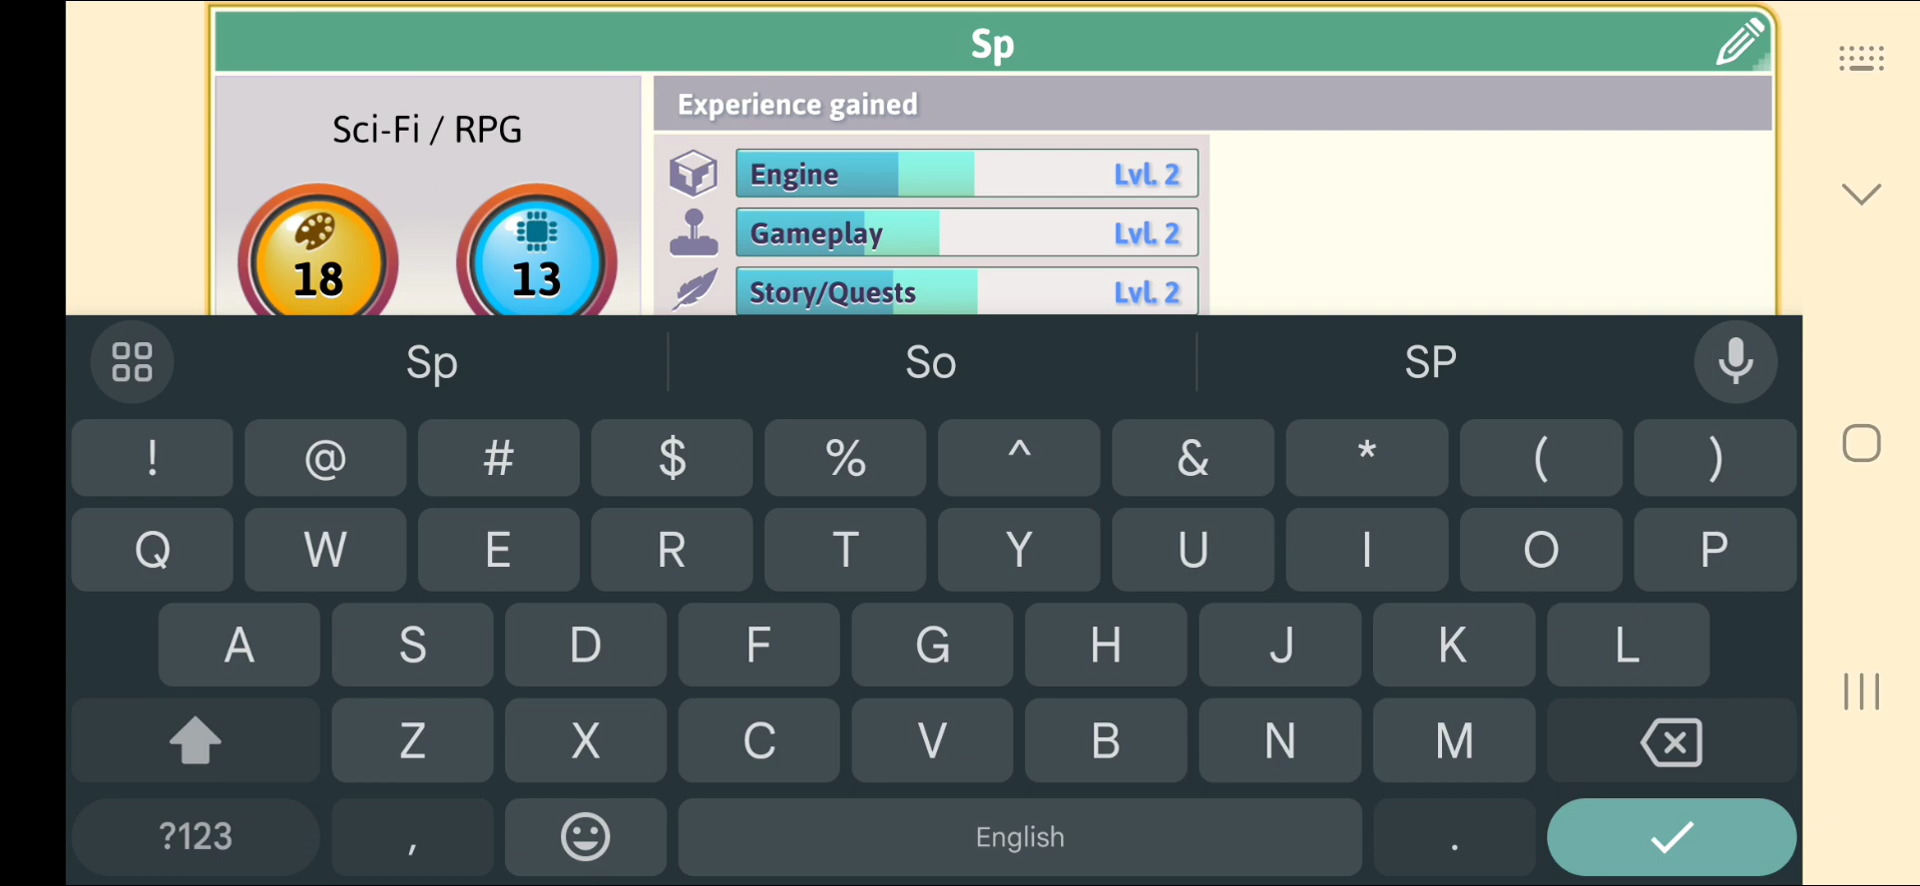 Sp
Sci-Fi / RPG
18
13
Experience gained
Engine Lvl. 2
Gameplay Lvl. 2
Story/Quests Lvl. 2
Sp So SP
! @ # $ % ^ & * ( )
Q W E R T Y U I O P
A S D F G H J K L
Z X C V B N M
?123 , English .